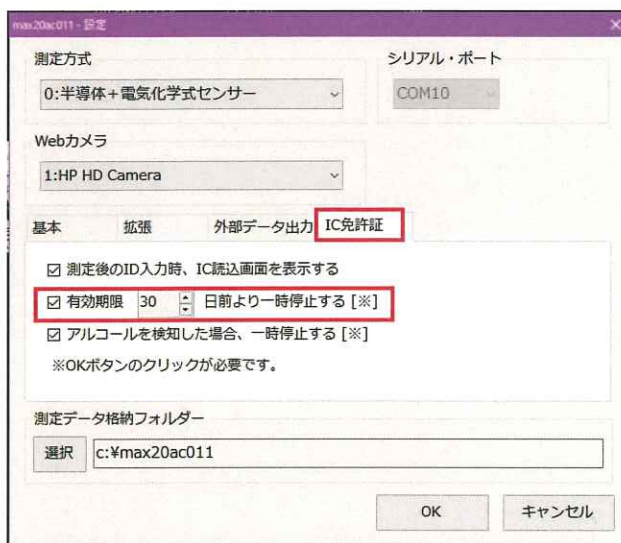 max20ac011 - 設定
測定方式
シリアル・ポート
0:半導体+電気化学式センサー
COM10
Webカメラ
1:HP HD Camera
基本 拡張 外部データ出力 IC免許証
測定後のID入力時、IC読込画面を表示する
有効期限 30 日前より一時停止する [※]
アルコールを検知した場合、一時停止する [※]
※OKボタンのクリックが必要です。
測定データ格納フォルダー
選択 c:¥max20ac011
OK キャンセル